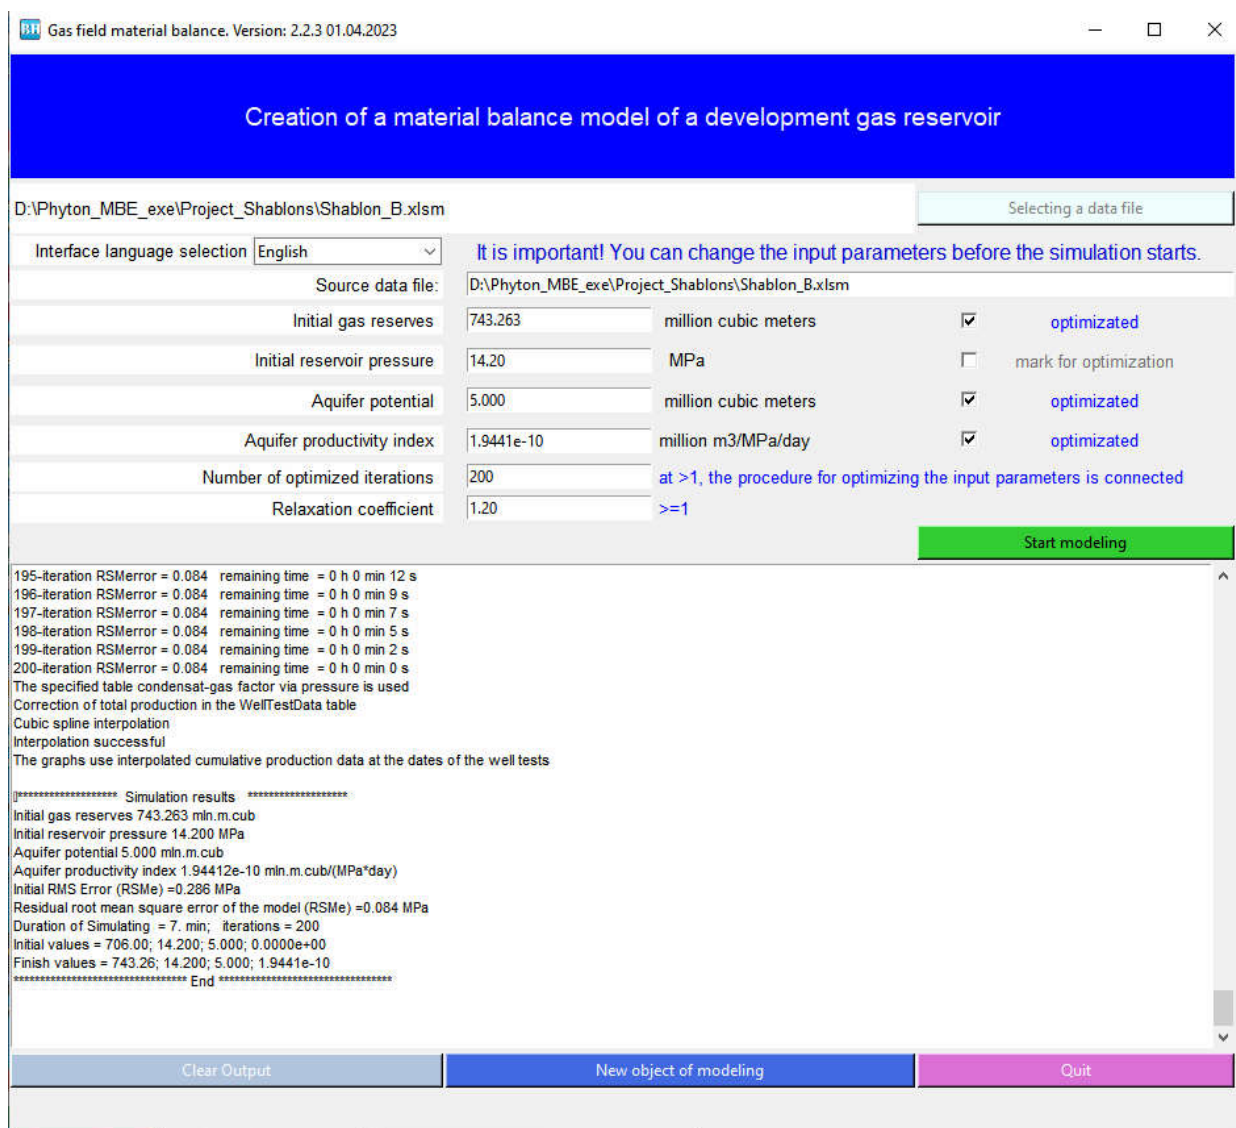 BH Gas field material balance. Version: 2.2.3 01.04.2023
Creation of a material balance model of a development gas reservoir
D:\Phyton_MBE_exe\Project_Shablons\Shablon_B.xlsm Selecting a data file
Interface language selection English It is important! You can change the input parameters before the simulation starts.
Source data file: D:\Phyton_MBE_exe\Project_Shablons\Shablon_B.xlsm
Initial gas reserves 743.263 million cubic meters optimizated
Initial reservoir pressure 14.20 MPa mark for optimization
Aquifer potential 5.000 million cubic meters optimizated
Aquifer productivity index 1.9441e-10 million m3/MPa/day optimizated
Number of optimized iterations 200 at >1, the procedure for optimizing the input parameters is connected
Relaxation coefficient 1.20 >=1
Start modeling
195-iteration RSMerror = 0.084 remaining time = 0 h 0 min 12 s
196-iteration RSMerror = 0.084 remaining time = 0 h 0 min 9 s
197-iteration RSMerror = 0.084 remaining time = 0 h 0 min 7 s
198-iteration RSMerror = 0.084 remaining time = 0 h 0 min 5 s
199-iteration RSMerror = 0.084 remaining time = 0 h 0 min 2 s
200-iteration RSMerror = 0.084 remaining time = 0 h 0 min 0 s
The specified table condensat-gas factor via pressure is used
Correction of total production in the WellTestData table
Cubic spline interpolation
Interpolation successful
The graphs use interpolated cumulative production data at the dates of the well tests
******************* Simulation results *******************
Initial gas reserves 743.263 mln.m.cub
Initial reservoir pressure 14.200 MPa
Aquifer potential 5.000 mln.m.cub
Aquifer productivity index 1.94412e-10 mln.m.cub/(MPa*day)
Initial RMS Error (RSMe) =0.286 MPa
Residual root mean square error of the model (RSMe) =0.084 MPa
Duration of Simulating = 7. min; iterations = 200
Initial values = 706.00; 14.200; 5.000; 0.0000e+00
Finish values = 743.26; 14.200; 5.000; 1.9441e-10
********************************* End *********************************
Clear Output New object of modeling Quit